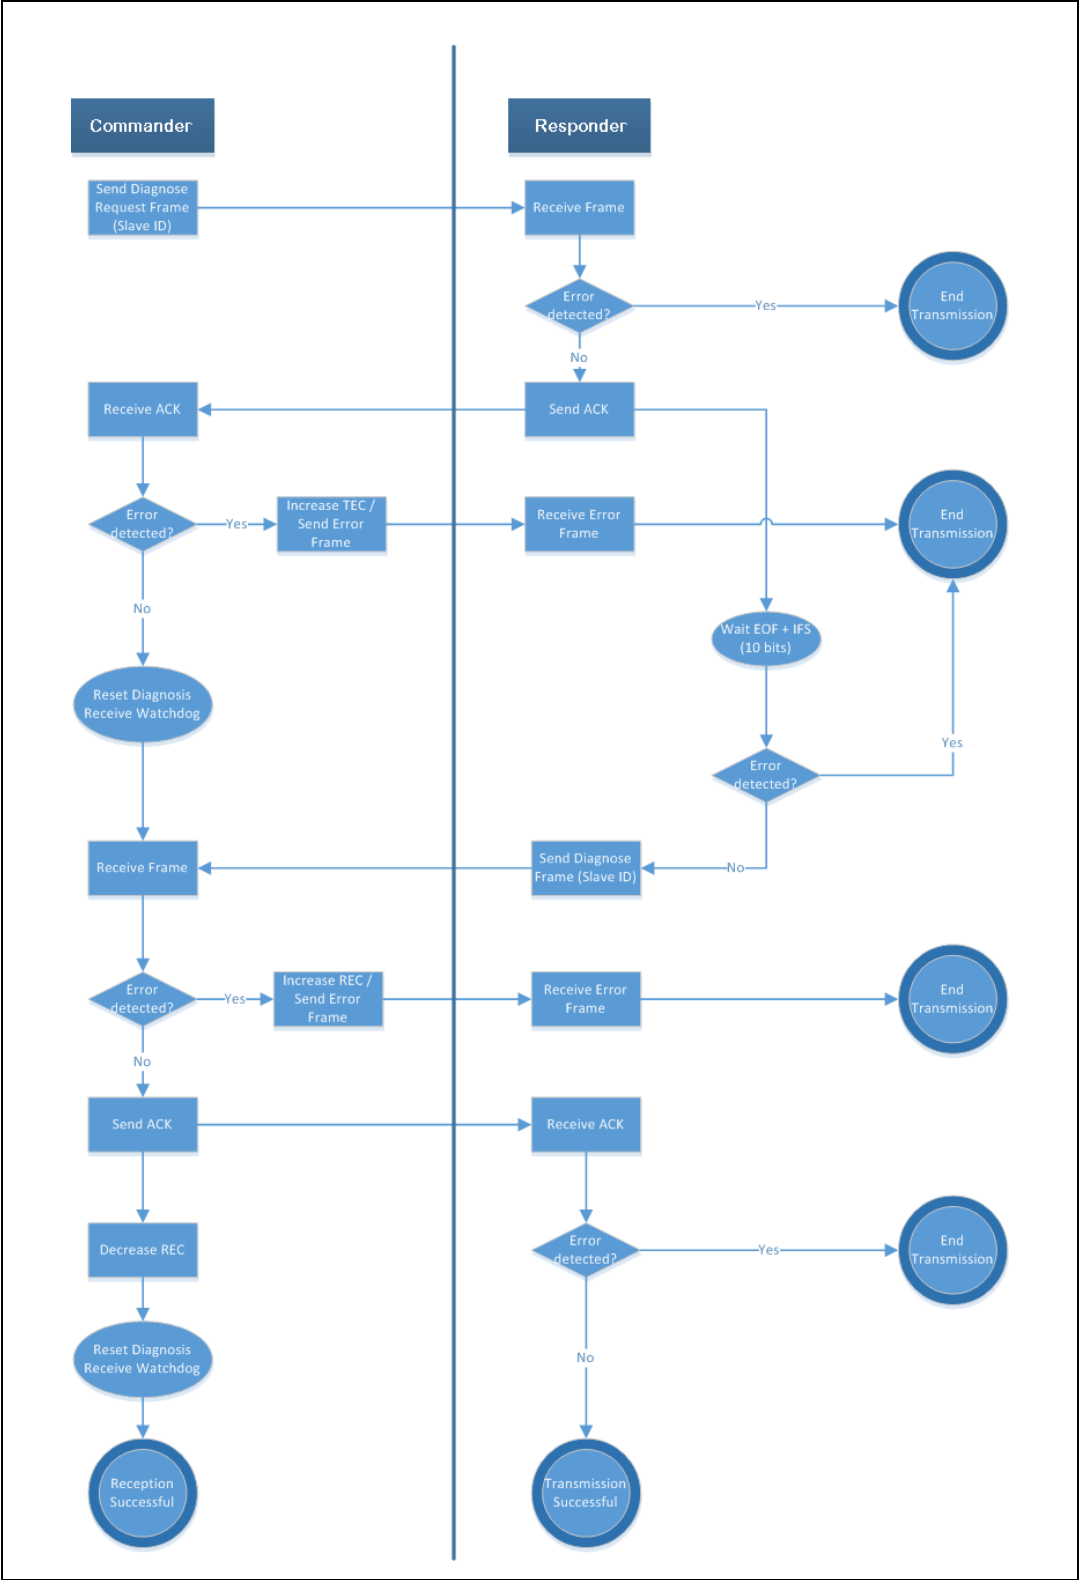 Commander
Responder
Send Diagnose
Request Frame
(Slave ID)
Receive Frame
Error
detected?
Yes
End
Transmission
No
Receive ACK
Send ACK
Error
detected?
Yes
Increase TEC /
Send Error
Frame
Receive Error
Frame
End
Transmission
No
Wait EOF + IFS
(10 bits)
Reset Diagnosis
Receive Watchdog
Error
detected?
Yes
Receive Frame
Send Diagnose
Frame (Slave ID)
No
Error
detected?
Yes
Increase REC /
Send Error
Frame
Receive Error
Frame
End
Transmission
No
Send ACK
Receive ACK
Decrease REC
Error
detected?
Yes
End
Transmission
Reset Diagnosis
Receive Watchdog
No
Reception
Successful
Transmission
Successful